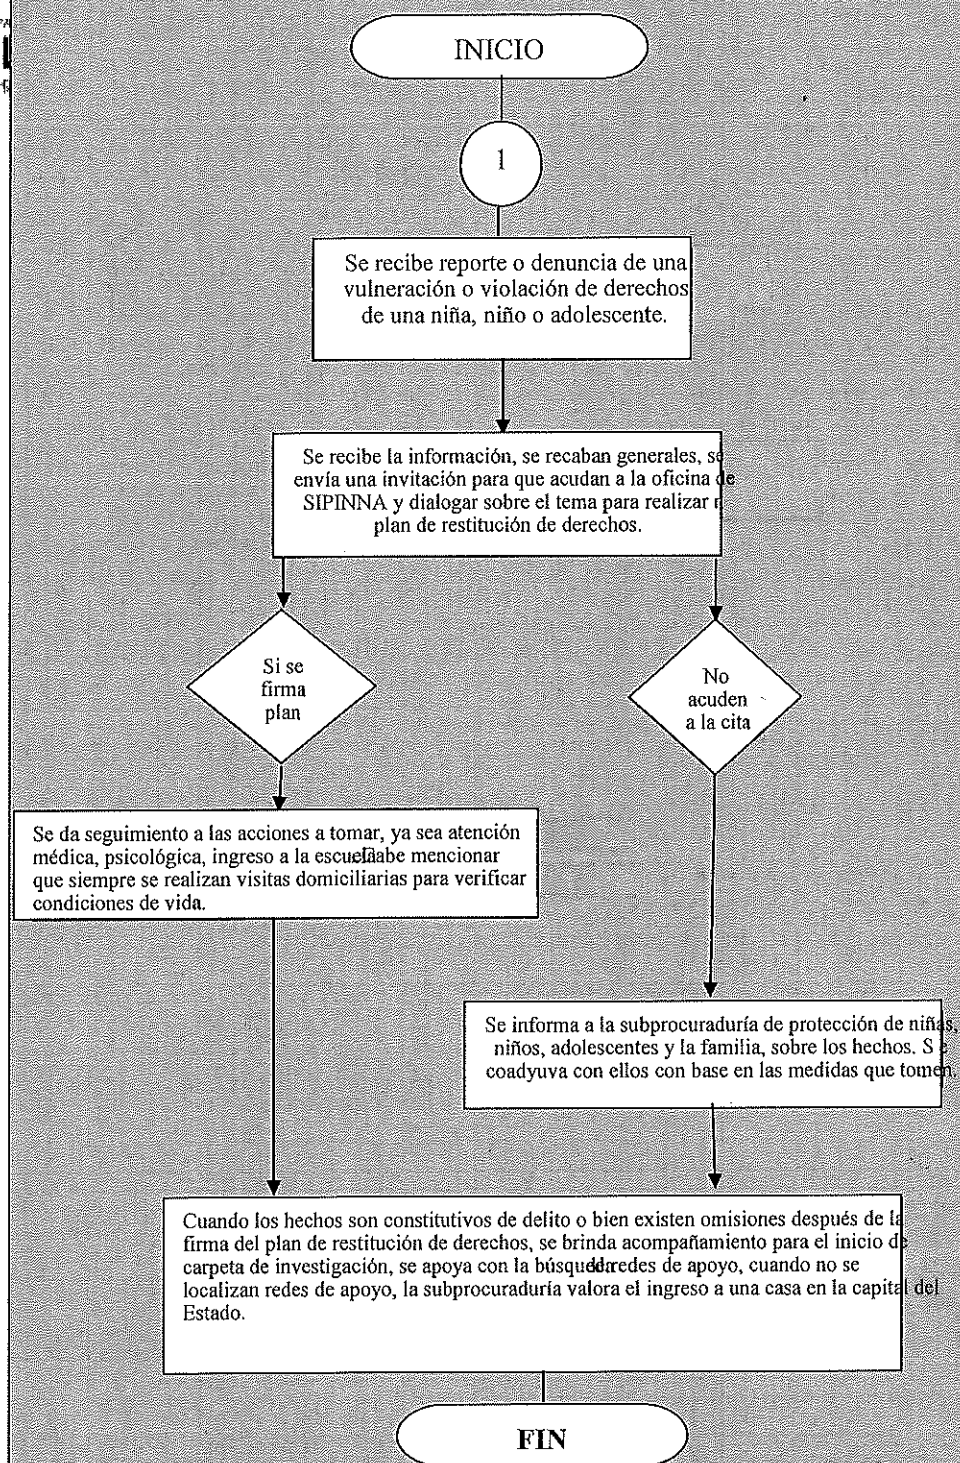 INICIO
1
Se recibe reporte o denuncia de una
vulneración o violación de derechos
de una niña, niño o adolescente.
Se recibe la información, se recaban generales, se
envía una invitación para que acudan a la oficina de
SIPINNA y dialogar sobre el tema para realizar
plan de restitución de derechos.
Si se
firma
plan
No
acuden
a la cita
Se da seguimiento a las acciones a tomar, ya sea atención
médica, psicológica, ingreso a la mencionar
que siempre se realizan visitas domiciliarias para verificar
condiciones de vida.
Se informa a la subprocuraduría de protección de niñas,
niños, adolescentes y la familia, sobre los hechos. S e
coadyuva con ellos con base en las medidas que tomen.
Cuando los hechos son constitutivos de delito o bien existen omisiones después de la
firma del plan de restitución de derechos, se brinda acompañamiento para el inicio de
carpeta de investigación, se apoya con la redes de apoyo, cuando no se
localizan redes de apoyo, la subprocuraduría valora el ingreso a una casa en la capital del
Estado.
FIN